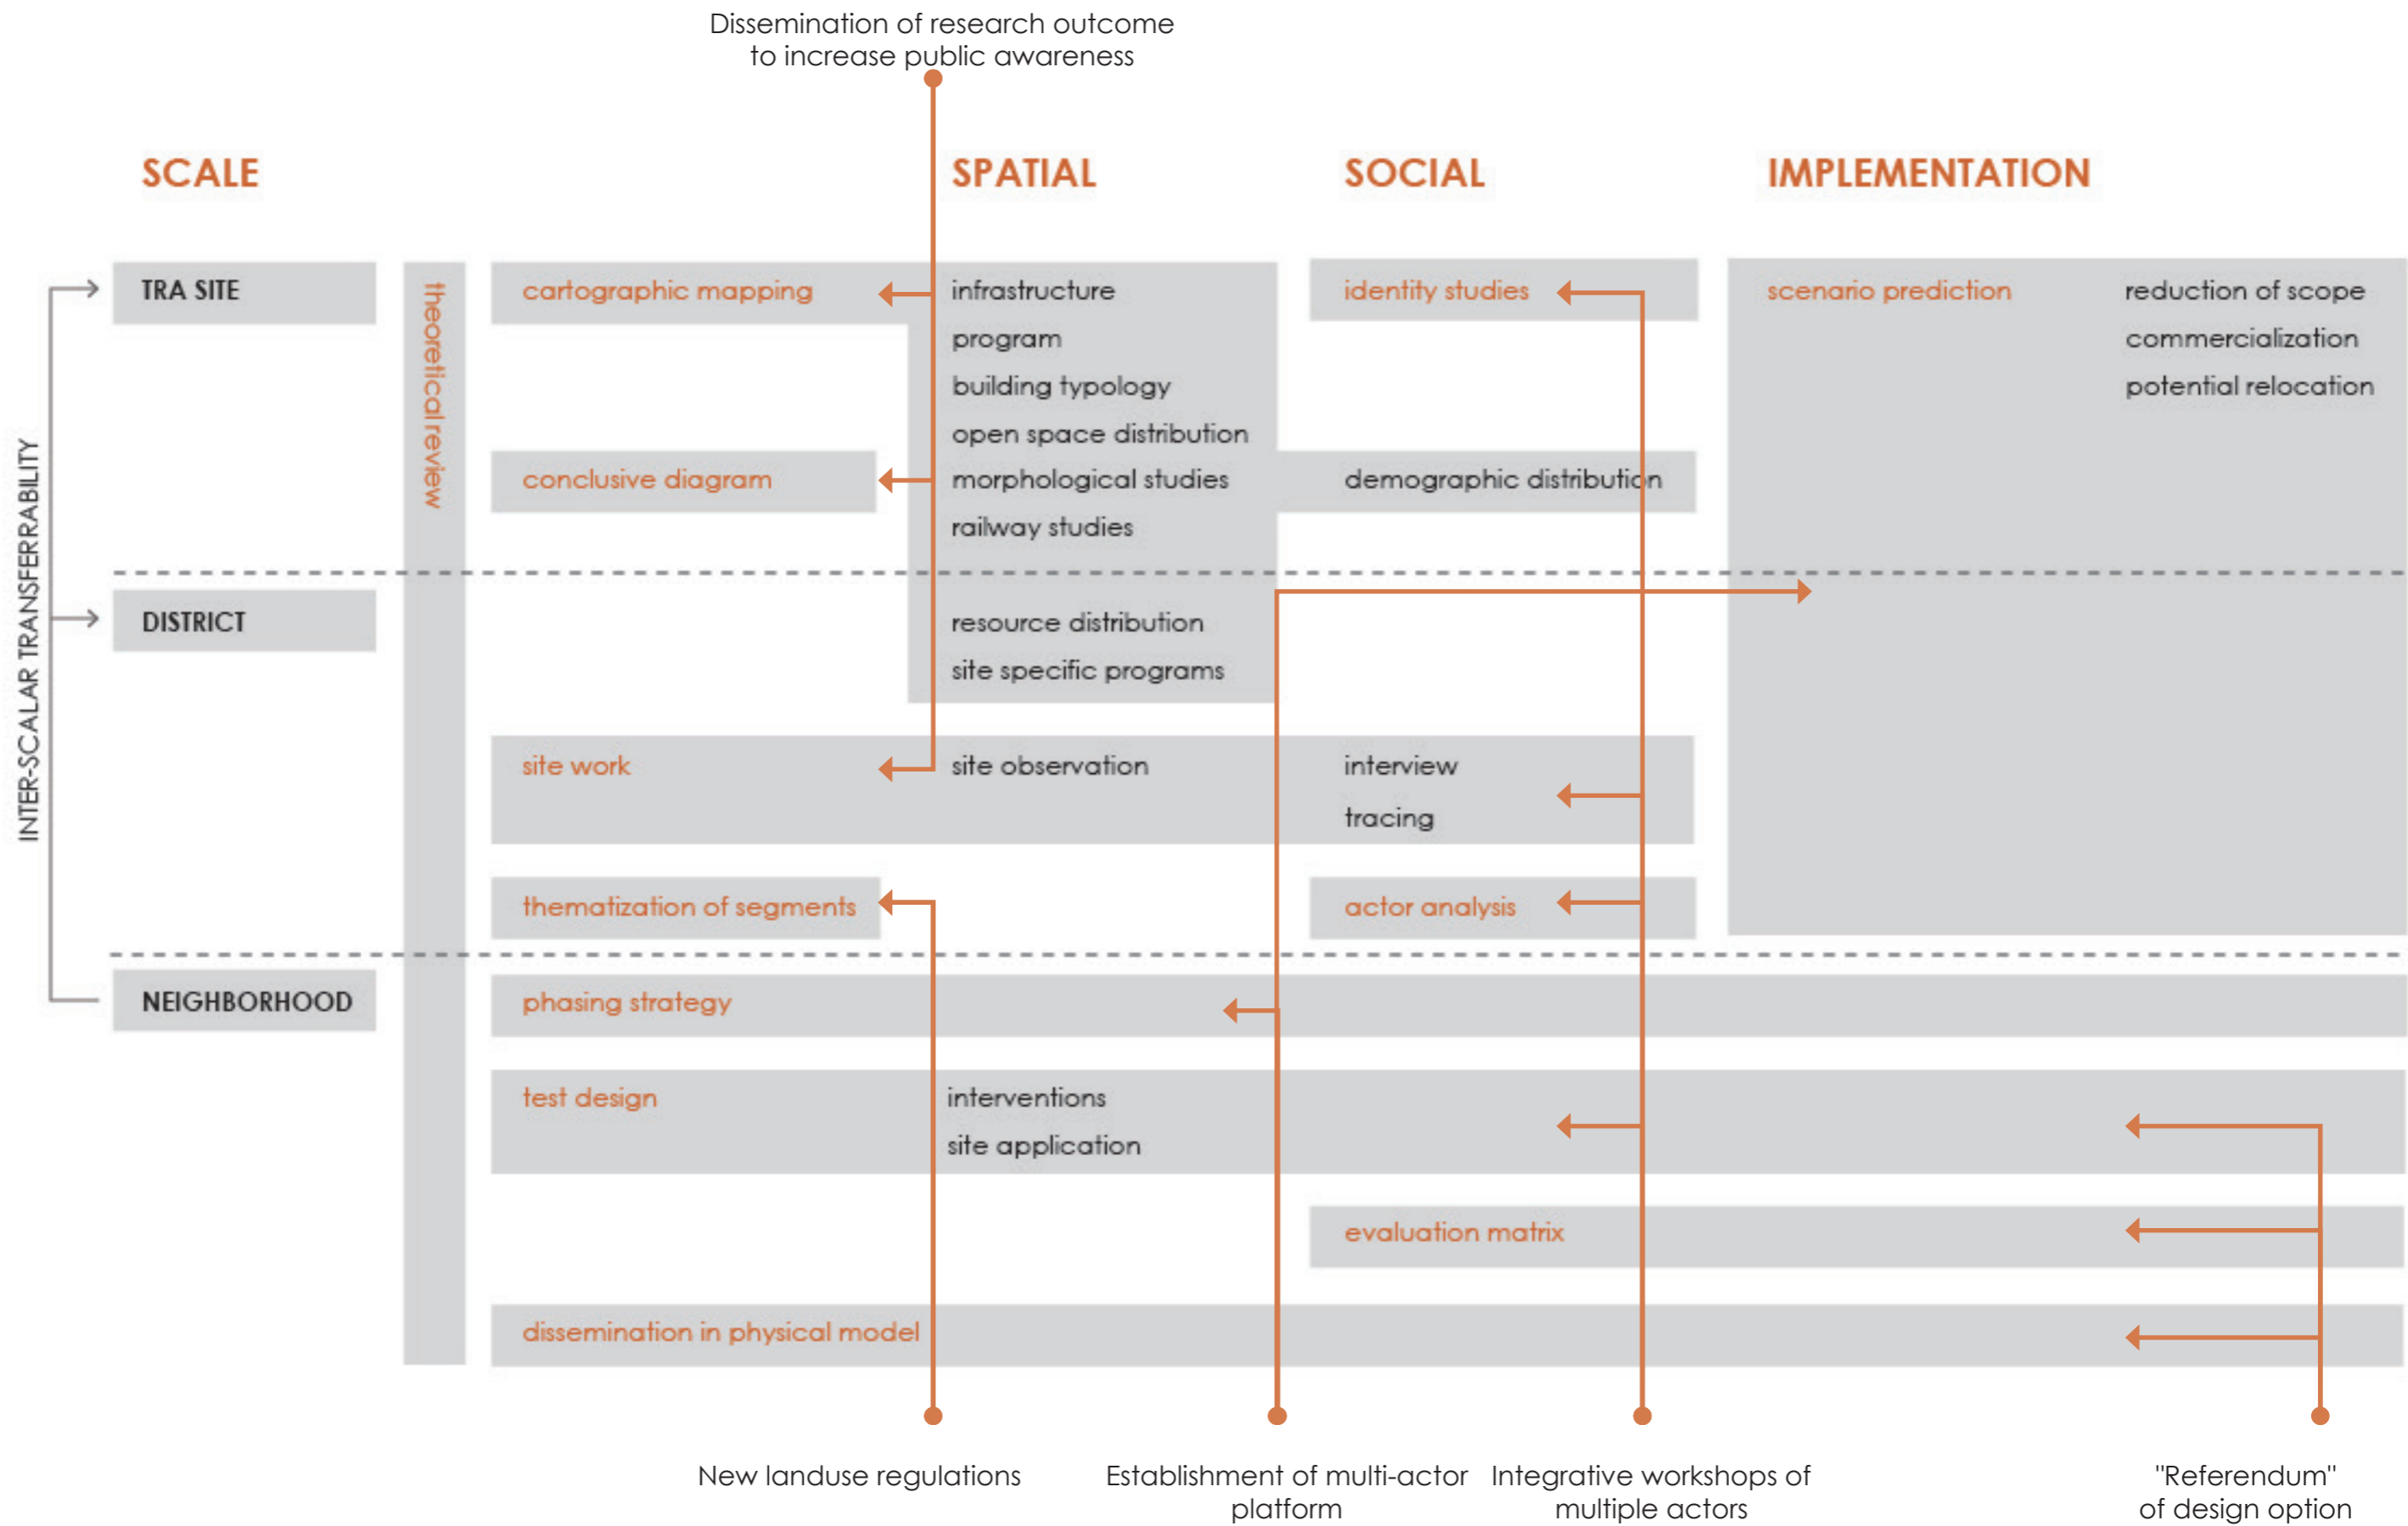 Dissemination of research outcome
to increase public awareness
SCALE
SPATIAL
SOCIAL
IMPLEMENTATION
INTER-SCALAR TRANSFERRABILITY
TRA SITE
theoretical review
cartographic mapping
infrastructure
program
building typology
open space distribution
morphological studies
railway studies
identity studies
scenario prediction
reduction of scope
commercialization
potential relocation
conclusive diagram
demographic distribution
DISTRICT
resource distribution
site specific programs
site work
site observation
interview
tracing
thematization of segments
actor analysis
NEIGHBORHOOD
phasing strategy
test design
interventions
site application
evaluation matrix
dissemination in physical model
New landuse regulations
Establishment of multi-actor
platform
Integrative workshops of
multiple actors
"Referendum"
of design option